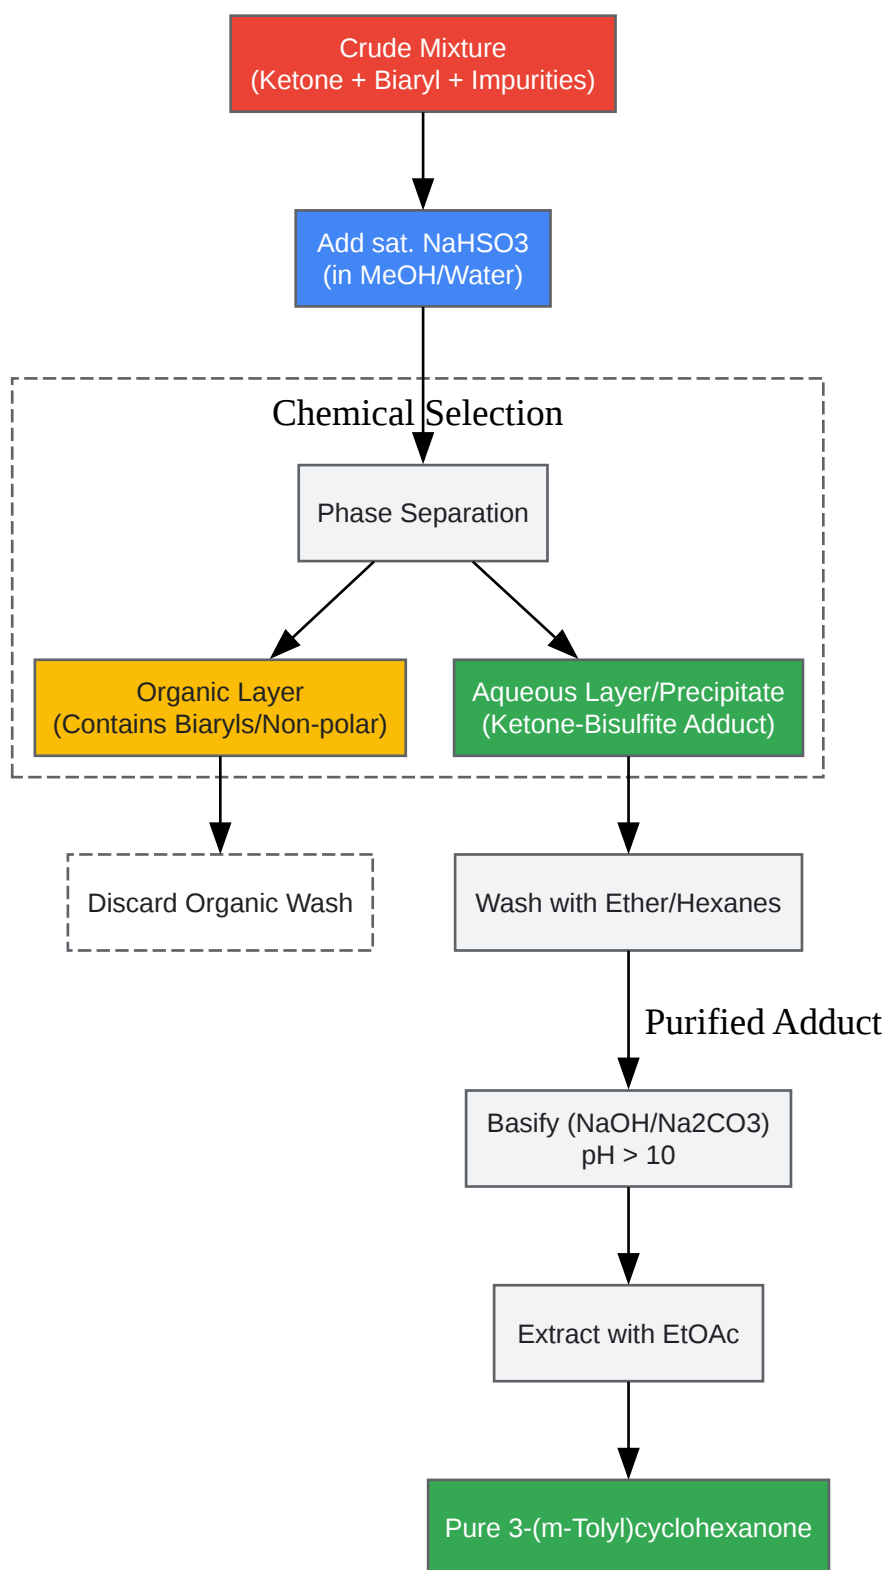 Crude Mixture
(Ketone + Biaryl + Impurities)
Add sat. NaHSO3
(in MeOH/Water)
Chemical Selection
Phase Separation
Organic Layer
(Contains Biaryls/Non-polar)
Aqueous Layer/Precipitate
(Ketone-Bisulfite Adduct)
Discard Organic Wash
Wash with Ether/Hexanes
Purified Adduct
Basify (NaOH/Na2CO3)
pH > 10
Extract with EtOAc
Pure 3-(m-Tolyl)cyclohexanone